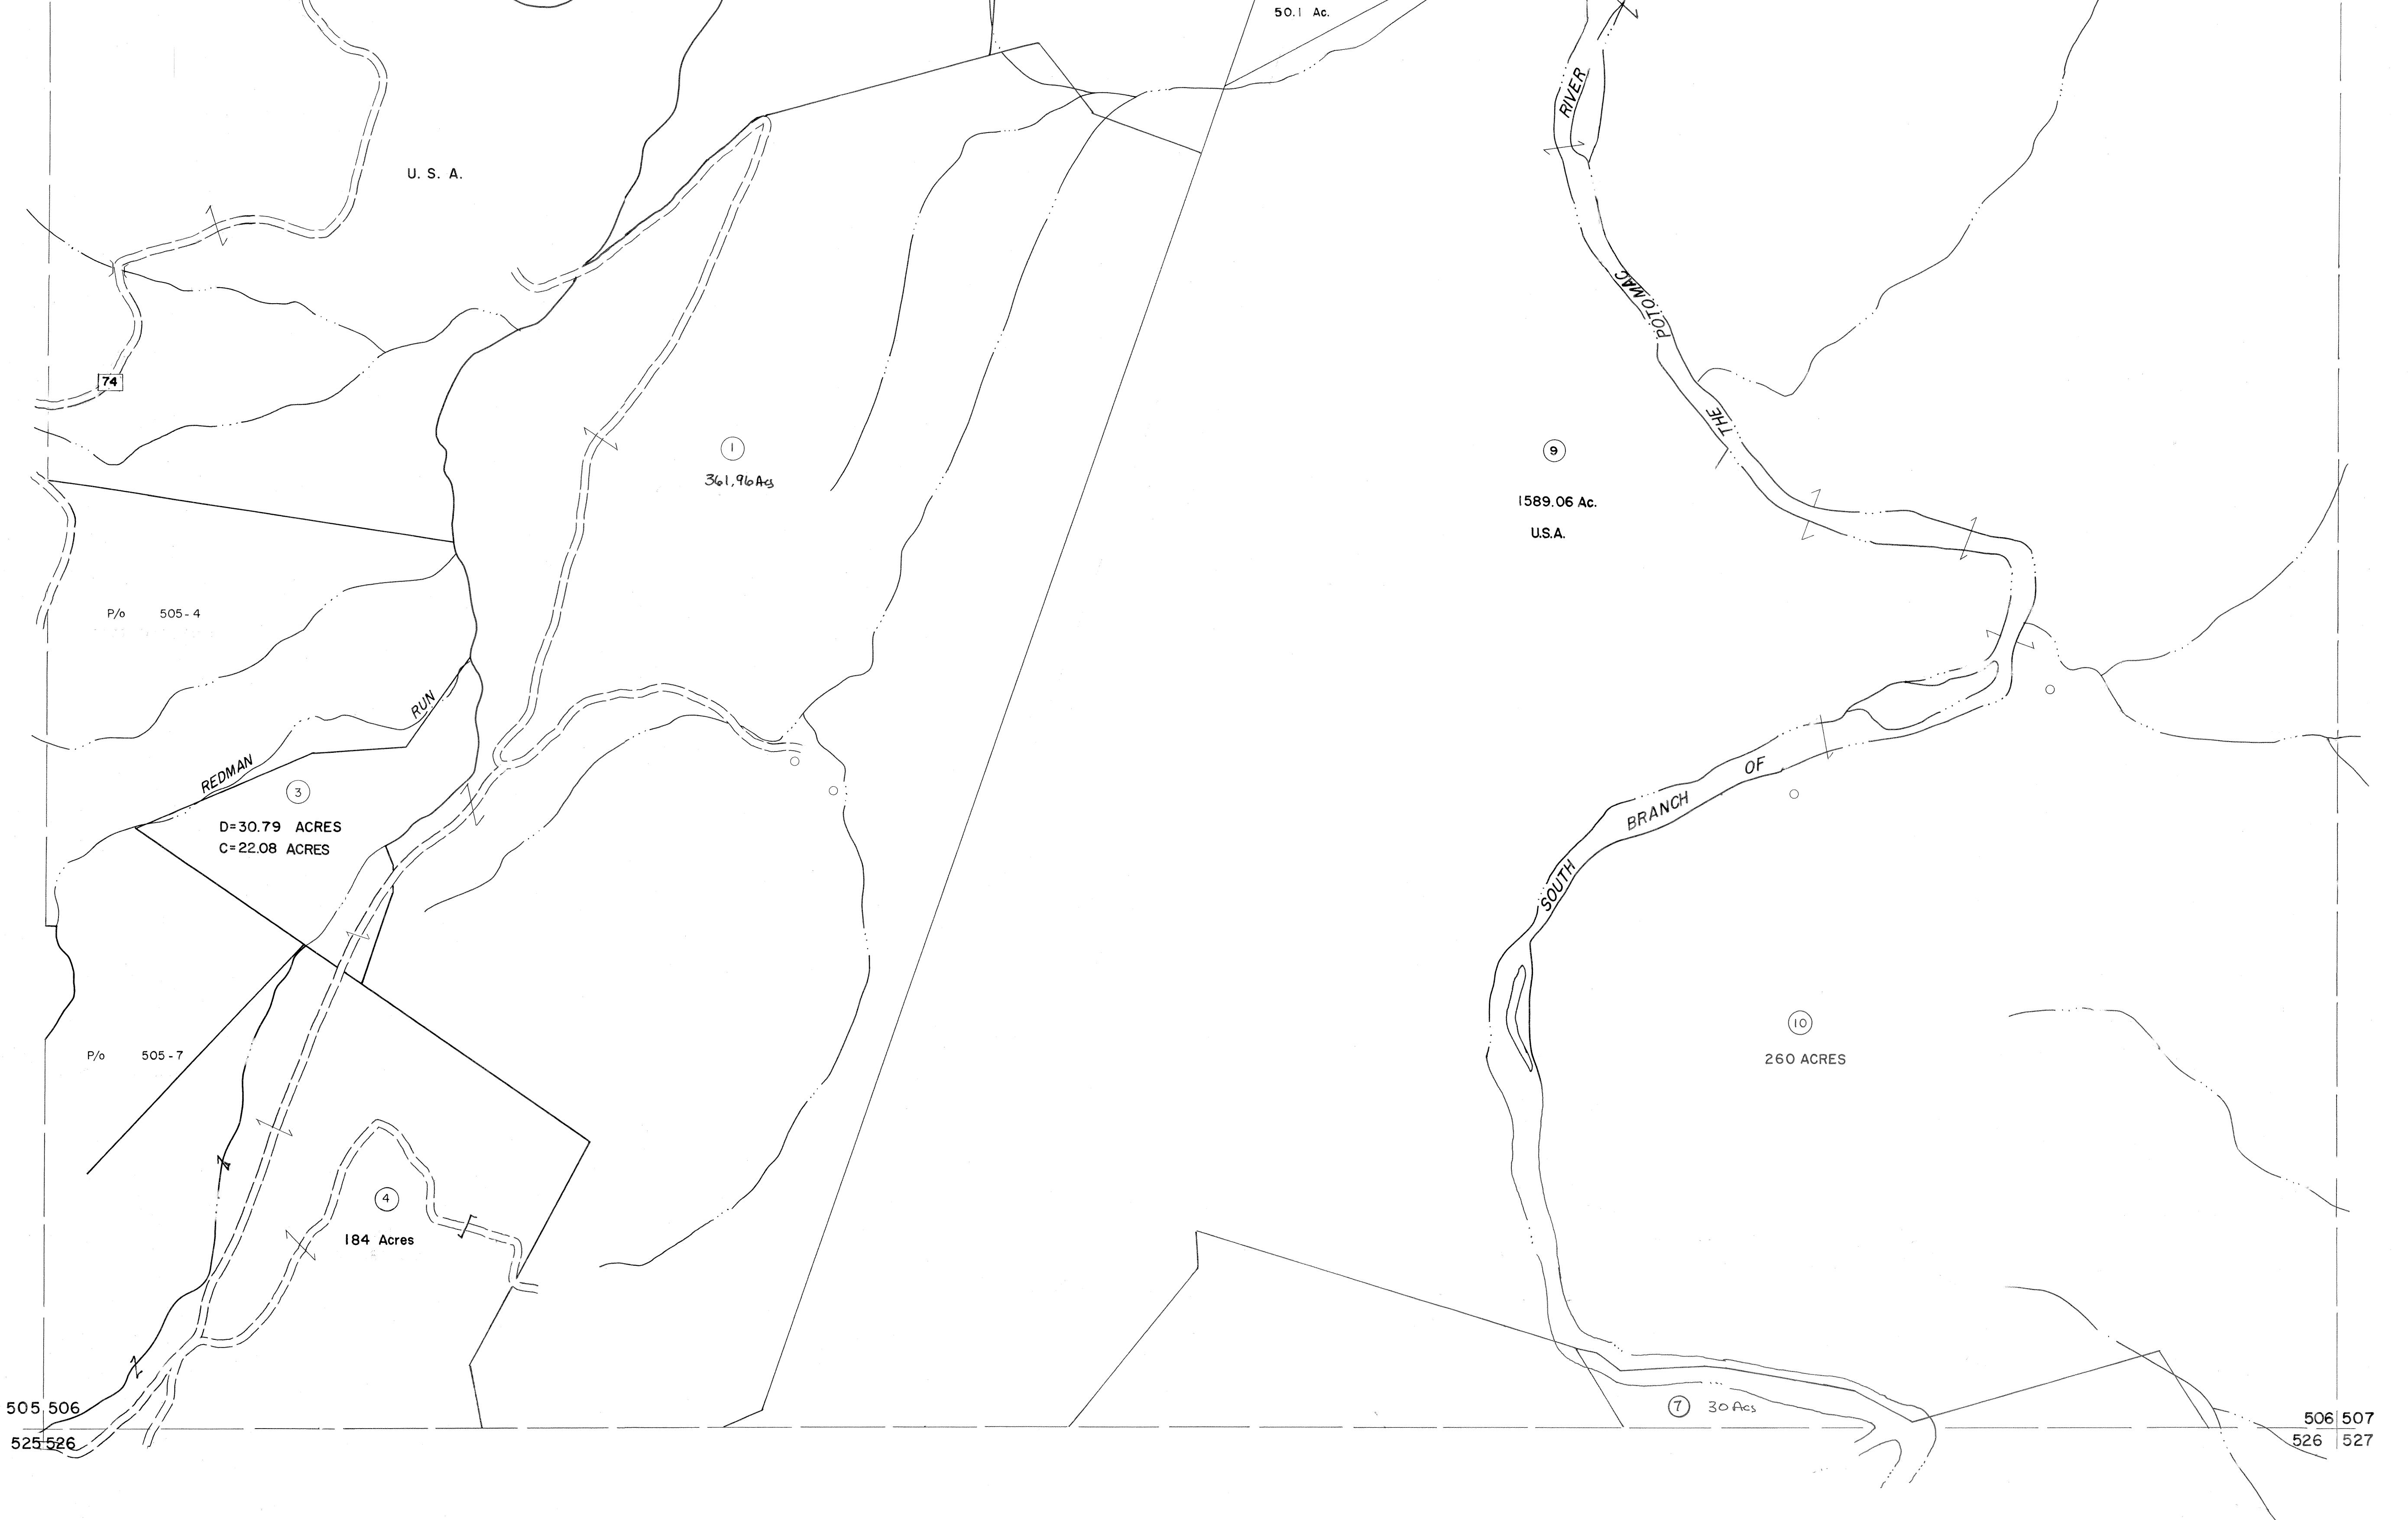 50.1 Ac.
RIVER
U. S. A.
POTOMAC
74
THE
1
361.96 Acs
9
1589.06 Ac.
U.S.A.
P/o 505-4
RUN
REDMAN
OF
3
BRANCH
D=30.79 ACRES
C=22.08 ACRES
SOUTH
10
P/o 505-7
260 ACRES
4
184 Acres
7 30 Acs
505 506
506 507
525 526
526 527